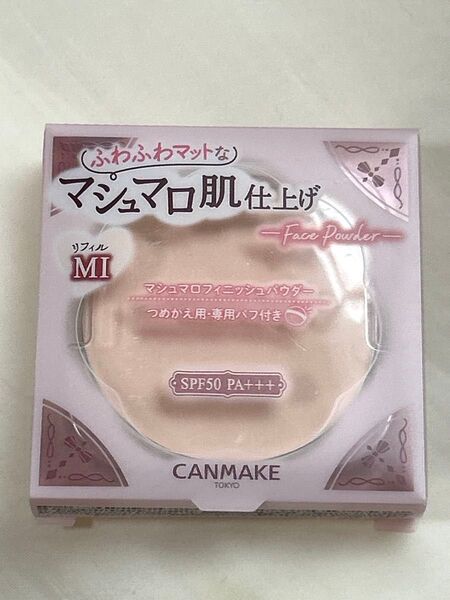 ふわふわマットな
マシュマロ肌仕上げ
Face Powder
リフィル
MI
マシュマロフィニッシュパウダー
つめかえ用・専用パフ付き
SPF50 PA+++
CANMAKE
TOKYO